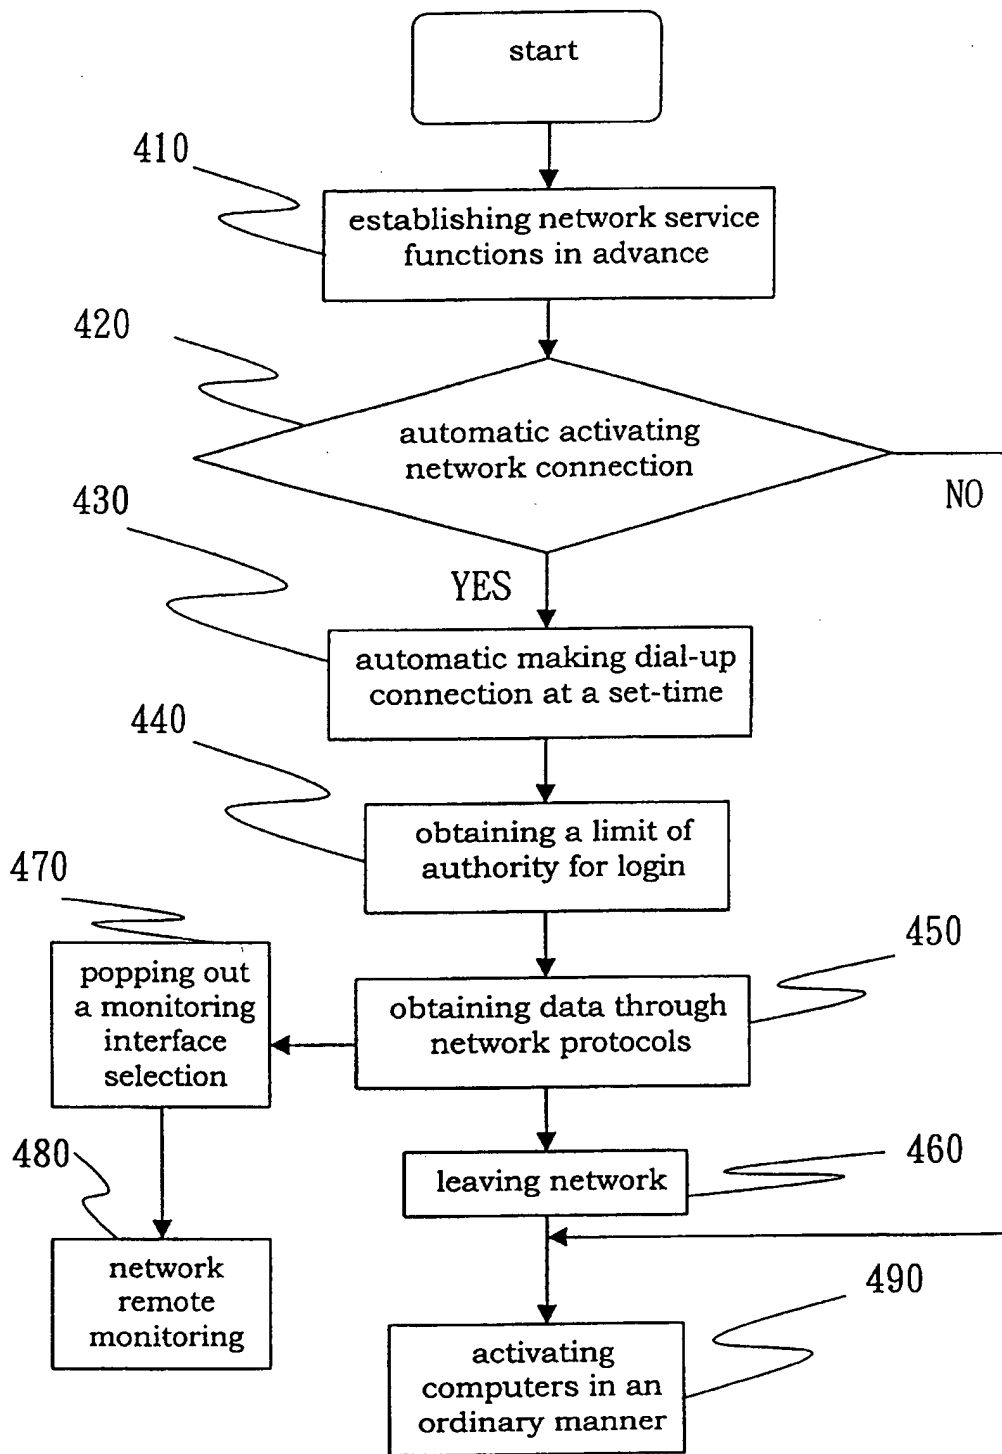 start
410
establishing network service
functions in advance
420
automatic activating
network connection
NO
430
YES
automatic making dial-up
connection at a set-time
440
obtaining a limit of
authority for login
470
popping out
a monitoring
interface
selection
450
obtaining data through
network protocols
480
network
remote
monitoring
460
leaving network
490
activating
computers in an
ordinary manner